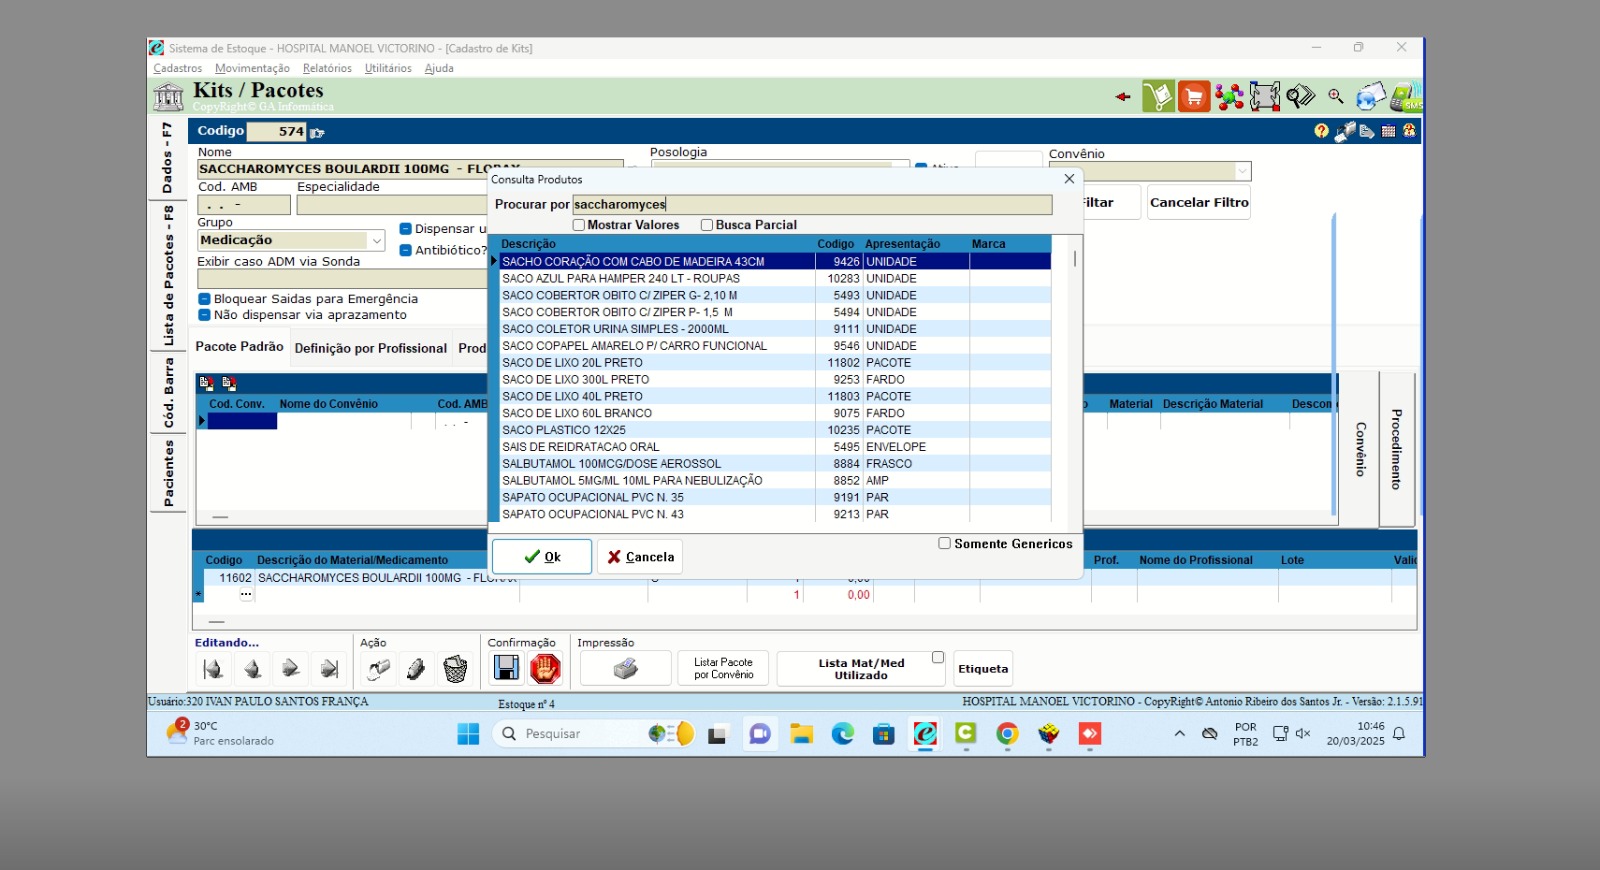 Sistema de Estoque - HOSPITAL MANOEL VICTORINO - [Cadastro de Kits]
Cadastros Movimentação Relatórios Utilitários Ajuda
Kits / Pacotes
CopyRight© GA Informática
Dados - F7
Lista de Pacotes - F8
Cód. Barra
Pacientes
Codigo 574
Nome
SACCHAROMYCES BOULARDII 100MG - FLORAX
Posologia
Convênio
Cod. AMB Especialidade
. . -
Cancelar Filtro
Grupo
Medicação
Dispensar u
Antibiótico?
Exibir caso ADM via Sonda
Bloquear Saidas para Emergência
Não dispensar via aprazamento
Pacote Padrão Definição por Profissional Prod
Cod. Conv. Nome do Convênio Cod. AMB
. . -
Material Descrição Material Descon
Convênio
Procedimento
Consulta Produtos
Procurar por saccharomyces
Mostrar Valores Busca Parcial
Descrição Codigo Apresentação Marca
SACHO CORAÇÃO COM CABO DE MADEIRA 43CM 9426 UNIDADE
SACO AZUL PARA HAMPER 240 LT - ROUPAS 10283 UNIDADE
SACO COBERTOR OBITO C/ ZIPER G- 2,10 M 5493 UNIDADE
SACO COBERTOR OBITO C/ ZIPER P- 1,5 M 5494 UNIDADE
SACO COLETOR URINA SIMPLES - 2000ML 9111 UNIDADE
SACO COPAPEL AMARELO P/ CARRO FUNCIONAL 9546 UNIDADE
SACO DE LIXO 20L PRETO 11802 PACOTE
SACO DE LIXO 300L PRETO 9253 FARDO
SACO DE LIXO 40L PRETO 11803 PACOTE
SACO DE LIXO 60L BRANCO 9075 FARDO
SACO PLASTICO 12X25 10235 PACOTE
SAIS DE REIDRATACAO ORAL 5495 ENVELOPE
SALBUTAMOL 100MCG/DOSE AEROSSOL 8884 FRASCO
SALBUTAMOL 5MG/ML 10ML PARA NEBULIZAÇÃO 8852 AMP
SAPATO OCUPACIONAL PVC N. 35 9191 PAR
SAPATO OCUPACIONAL PVC N. 43 9213 PAR
Ok Cancela
Somente Genericos
Codigo Descrição do Material/Medicamento Prof. Nome do Profissional Lote Valid
11602 SACCHAROMYCES BOULARDII 100MG - FLORAX 1 0,00
* ... 1 0,00
Editando... Ação Confirmação Impressão
Listar Pacote
por Convênio
Lista Mat/Med
Utilizado
Etiqueta
Usuário:320 IVAN PAULO SANTOS FRANÇA Estoque nº 4 HOSPITAL MANOEL VICTORINO - CopyRight© Antonio Ribeiro dos Santos Jr. - Versão: 2.1.5.91
2
30°C
Parc ensolarado
Pesquisar
POR
PTB2
10:46
20/03/2025